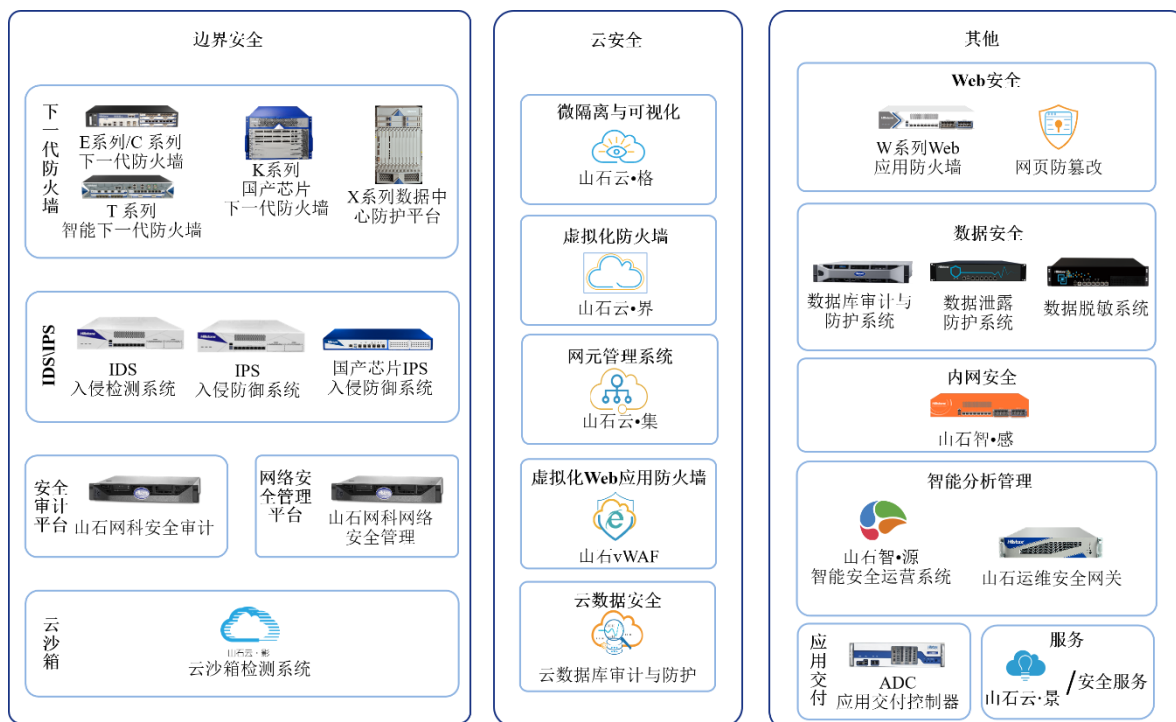 边界安全
下一代防火墙
E系列/C 系列
下一代防火墙
T 系列
智能下一代防火墙
K系列
国产芯片
下一代防火墙
X系列数据中
心防护平台
IDS\IPS
IDS
入侵检测系统
IPS
入侵防御系统
国产芯片IPS
入侵防御系统
安全
审计
平台
山石网科安全审计
网络安
全管理
平台
山石网科网络
安全管理
云沙箱
山石云·影
云沙箱检测系统
云安全
微隔离与可视化
山石云•格
虚拟化防火墙
山石云•界
网元管理系统
山石云•集
虚拟化Web应用防火墙
山石vWAF
云数据安全
云数据库审计与防护
其他
Web安全
W系列Web
应用防火墙
网页防篡改
数据安全
数据库审计与
防护系统
数据泄露
防护系统
数据脱敏系统
内网安全
山石智•感
智能分析管理
山石智•源
智能安全运营系统
山石运维安全网关
应用交付
ADC
应用交付控制器
服务
山石云·景
/安全服务